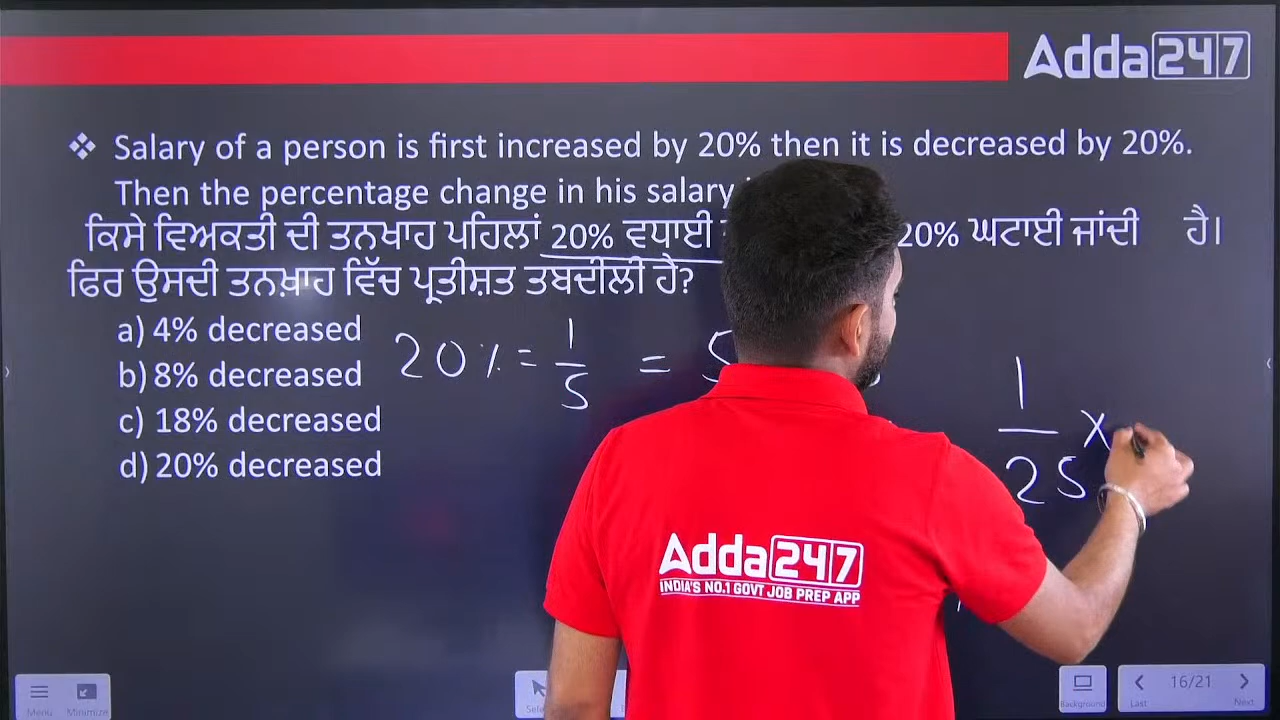 Adda247
❖ Salary of a person is first increased by 20% then it is decreased by 20%.
Then the percentage change in his salary
ਕਿਸੇ ਵਿਅਕਤੀ ਦੀ ਤਨਖਾਹ ਪਹਿਲਾਂ 20% ਵਧਾਈ 20% ਘਟਾਈ ਜਾਂਦੀ ਹੈ।
ਫਿਰ ਉਸਦੀ ਤਨਖ਼ਾਹ ਵਿੱਚ ਪ੍ਰਤੀਸ਼ਤ ਤਬਦੀਲੀ ਹੈ?
a) 4% decreased
b) 8% decreased
c) 18% decreased
d) 20% decreased
20% = 1/5 = 5
1/25 x
Adda247
INDIA'S NO.1 GOVT JOB PREP APP
Menu
Minimize
Background
Last
16/21
Next